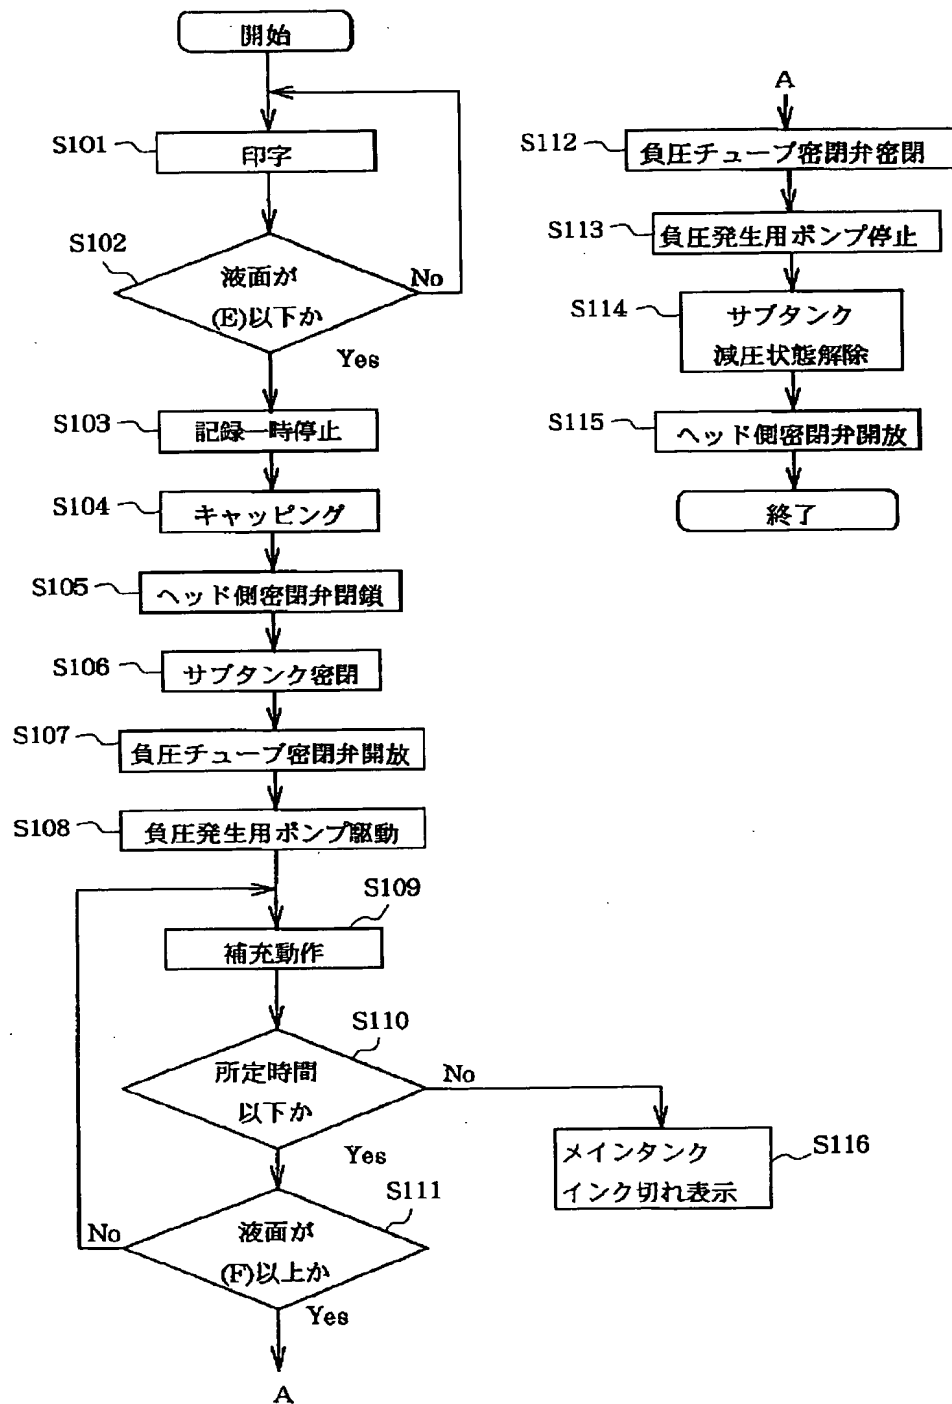 開始
S101
印字
S102
液面が
(E)以下か
No
Yes
S103
記録一時停止
S104
キャッピング
S105
ヘッド側密閉弁閉鎖
S106
サブタンク密閉
S107
負圧チューブ密閉弁開放
S108
負圧発生用ポンプ駆動
S109
補充動作
S110
所定時間
以下か
No
Yes
S116
メインタンク
インク切れ表示
S111
液面が
(F)以上か
No
Yes
A
A
S112
負圧チューブ密閉弁密閉
S113
負圧発生用ポンプ停止
S114
サブタンク
減圧状態解除
S115
ヘッド側密閉弁開放
終了